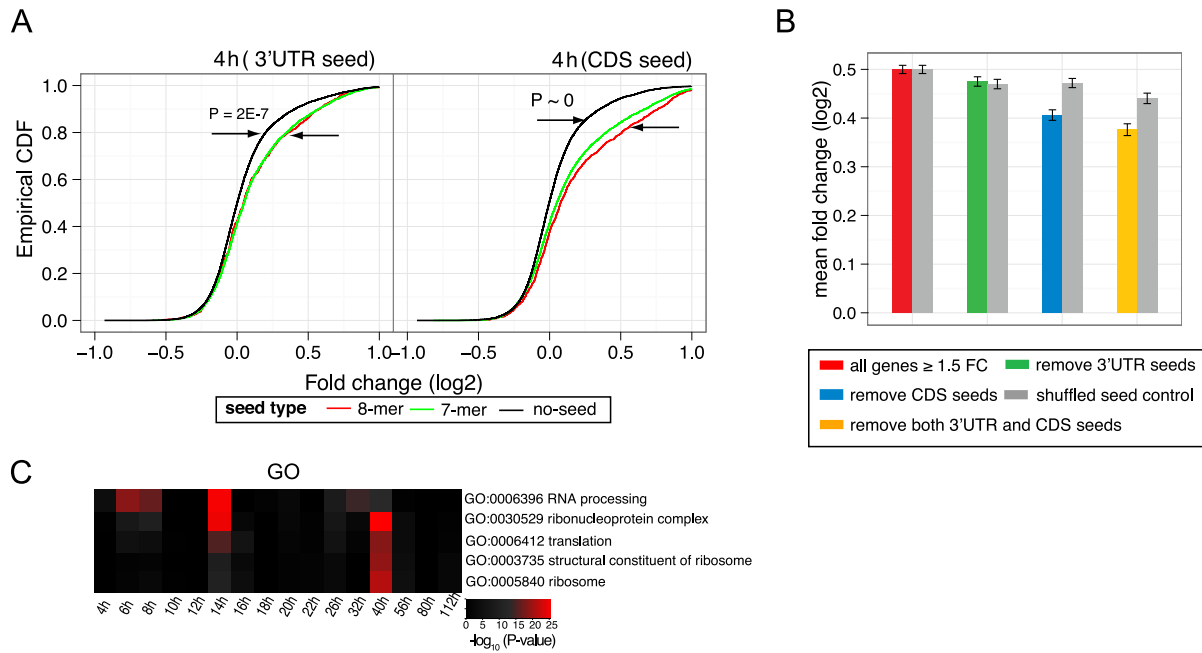 A
4h ( 3'UTR seed)
4h (CDS seed)
Empirical CDF
1.0
0.8
0.6
0.4
0.2
0.0
P = 2E-7
P ~ 0
−1.0
−0.5
0.0
0.5
1.0
−1.0
−0.5
0.0
0.5
1.0
Fold change (log2)
seed type
8-mer
7-mer
no-seed
B
mean fold change (log2)
0.5
0.4
0.3
0.2
0.1
0.0
all genes ≥ 1.5 FC
remove 3'UTR seeds
remove CDS seeds
shuffled seed control
remove both 3'UTR and CDS seeds
C
GO
GO:0006396 RNA processing
GO:0030529 ribonucleoprotein complex
GO:0006412 translation
GO:0003735 structural constituent of ribosome
GO:0005840 ribosome
4h
6h
8h
10h
12h
14h
16h
18h
20h
22h
26h
32h
40h
56h
80h
112h
0 5 10 15 20 25
-log10 (P-value)